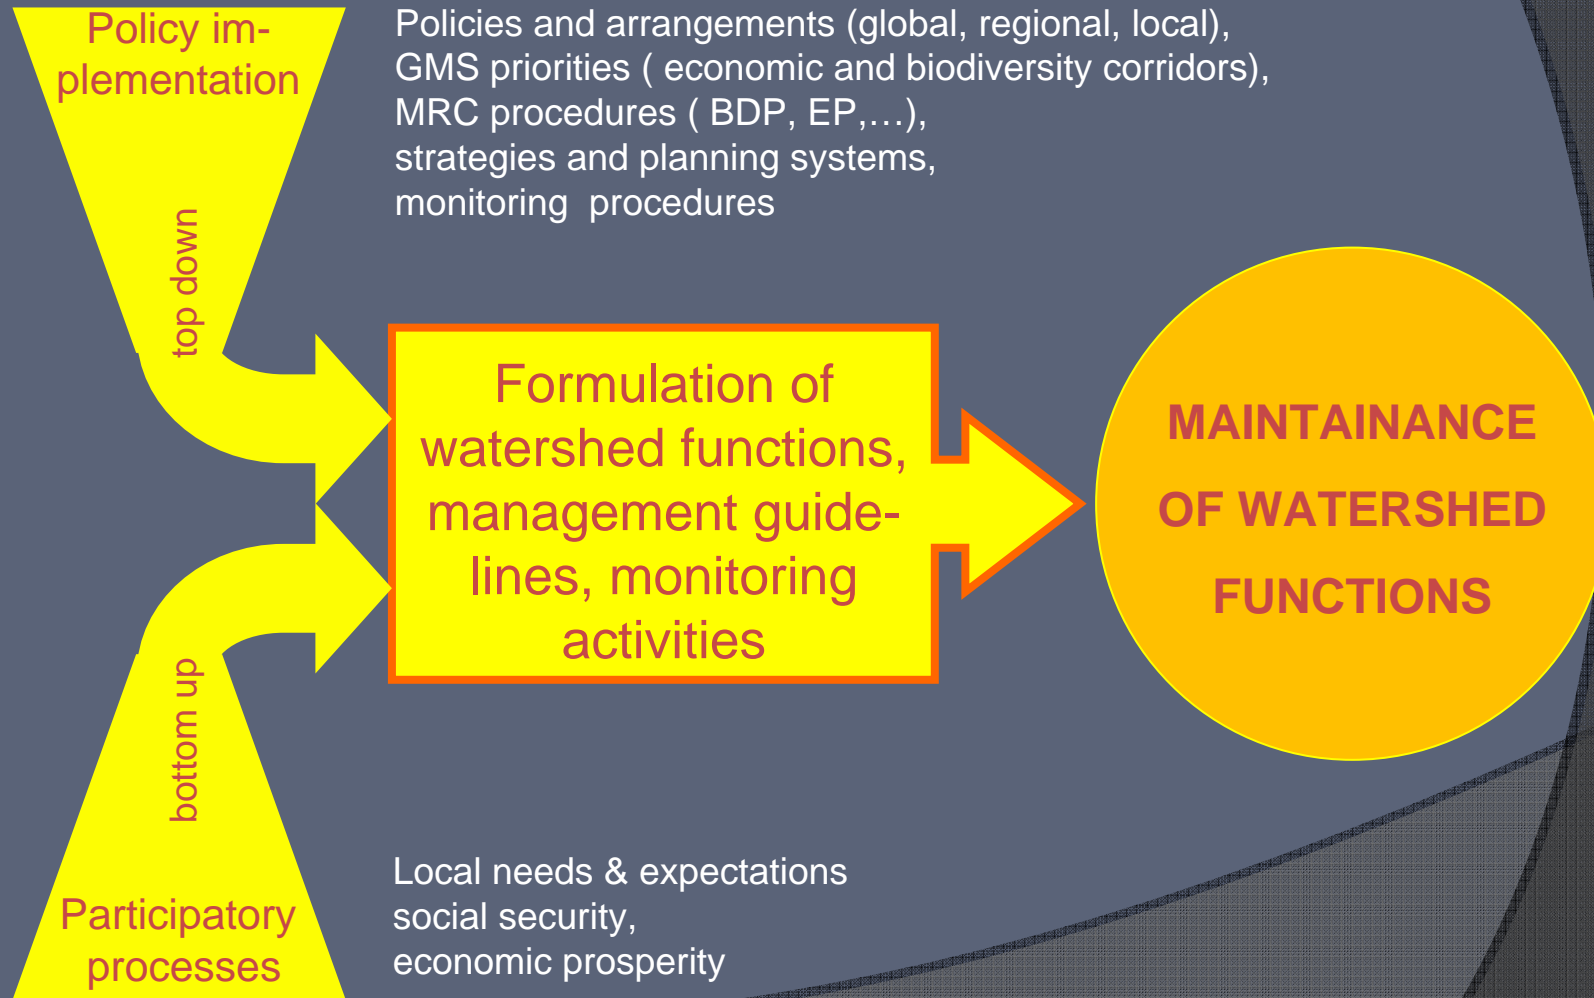 Policy im-
plementation
top down
Policies and arrangements (global, regional, local),
GMS priorities ( economic and biodiversity corridors),
MRC procedures ( BDP, EP,...),
strategies and planning systems,
monitoring  procedures
Formulation of
watershed functions,
management guide-
lines, monitoring
activities
MAINTAINANCE
OF WATERSHED
FUNCTIONS
bottom up
Participatory
processes
Local needs & expectations
social security,
economic prosperity